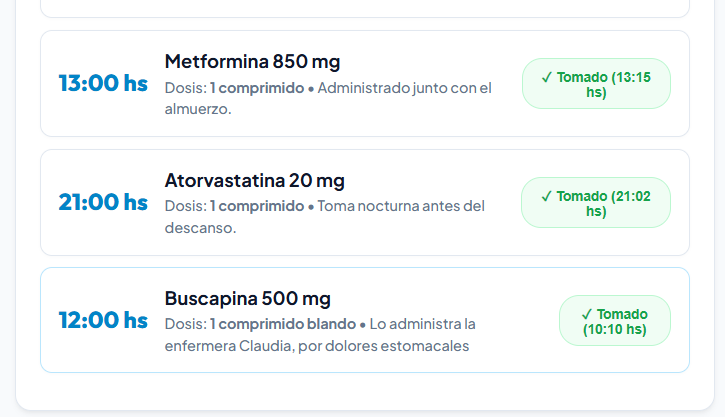 13:00 hs
Metformina 850 mg
Dosis: 1 comprimido • Administrado junto con el
almuerzo.
✓ Tomado (13:15
hs)
21:00 hs
Atorvastatina 20 mg
Dosis: 1 comprimido • Toma nocturna antes del
descanso.
✓ Tomado (21:02
hs)
12:00 hs
Buscapina 500 mg
Dosis: 1 comprimido blando • Lo administra la
enfermera Claudia, por dolores estomacales
✓ Tomado
(10:10 hs)